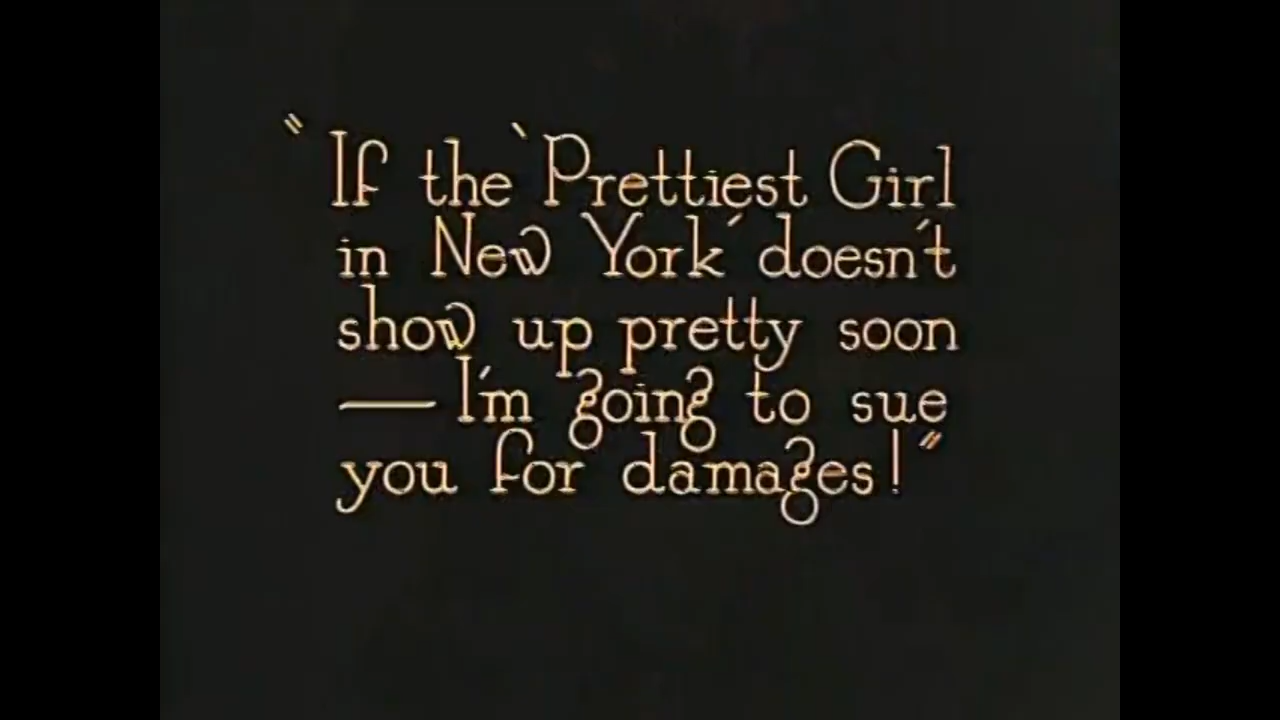 "If the 'Prettiest Girl
in New York' doesn't
show up pretty soon
— I'm going to sue
you for damages!"